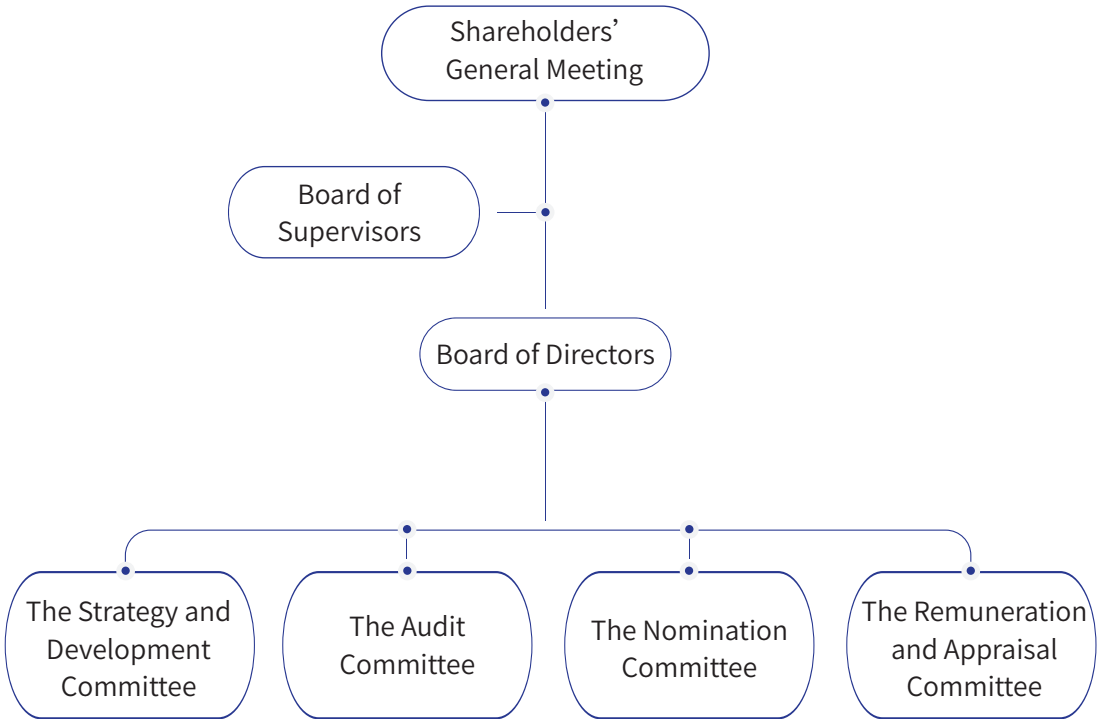 Shareholders’
General Meeting
Board of
Supervisors
Board of Directors
The Strategy and
Development
Committee
The Audit
Committee
The Nomination
Committee
The Remuneration
and Appraisal
Committee